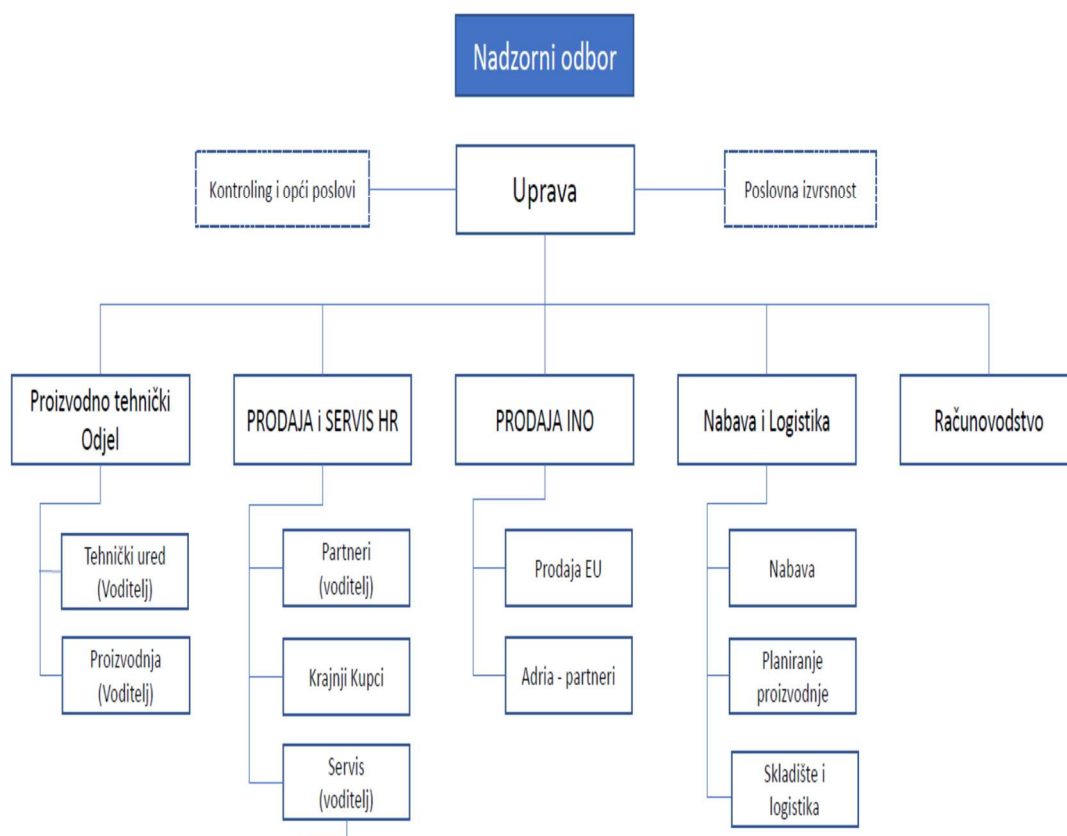 Nadzorni odbor
Kontroling i opći poslovi
Uprava
Poslovna izvrsnost
Proizvodno tehnički
Odjel
PRODAJA i SERVIS HR
PRODAJA INO
Nabava i Logistika
Računovodstvo
Tehnički ured
(Voditelj)
Partneri
(voditelj)
Prodaja EU
Nabava
Proizvodnja
(Voditelj)
Krajnji Kupci
Adria - partneri
Planiranje
proizvodnje
Servis
(voditelj)
Skladište i
logistika